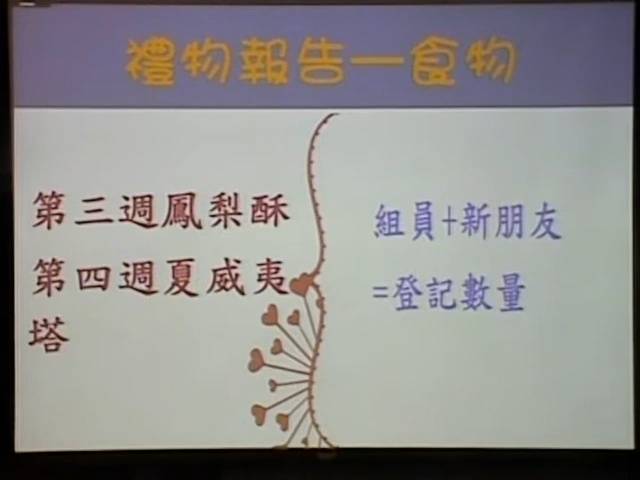 禮物報告—食物
第三週鳳梨酥
第四週夏威夷
塔
組員+新朋友
=登記數量